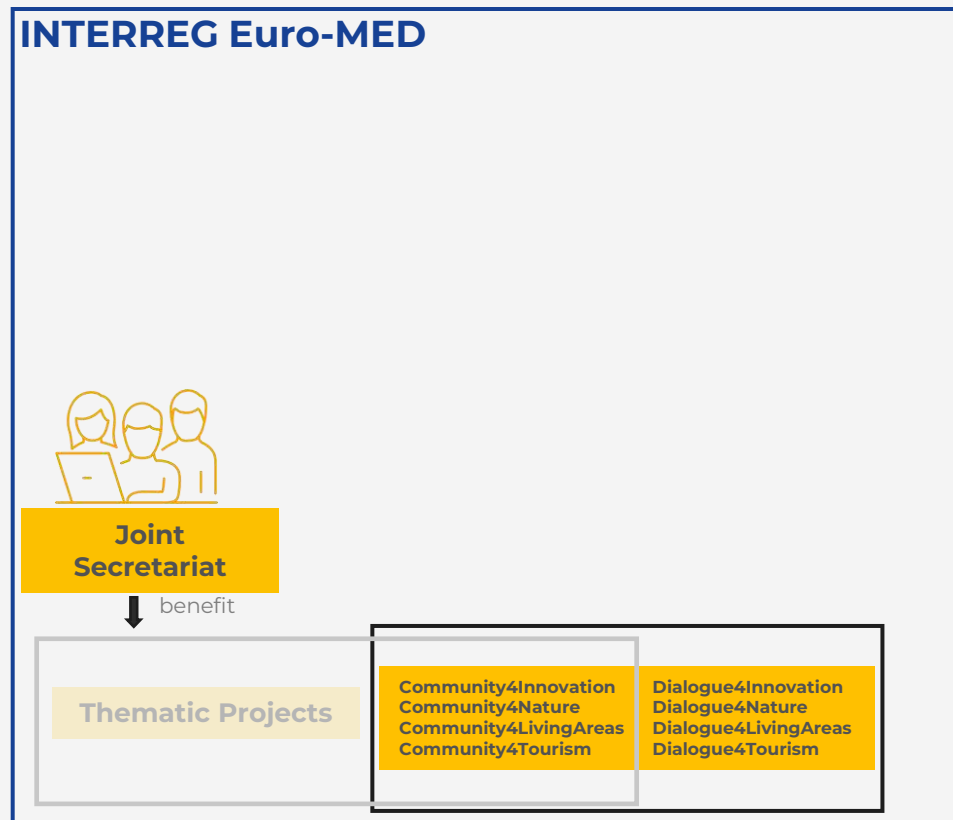 INTERREG Euro-MED
Joint
Secretariat
benefit
Thematic Projects
Community4Innovation
Community4Nature
Community4LivingAreas
Community4Tourism
Dialogue4Innovation
Dialogue4Nature
Dialogue4LivingAreas
Dialogue4Tourism